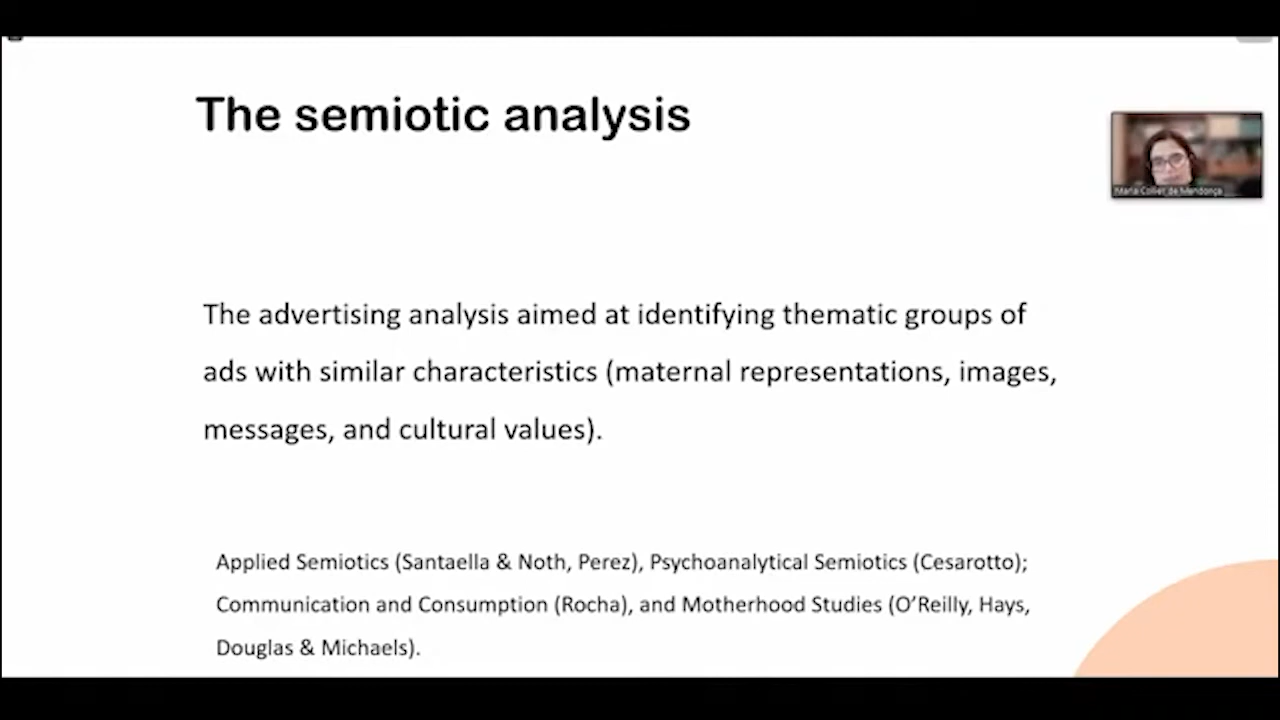 The semiotic analysis
Maria Collier de Mendonça
The advertising analysis aimed at identifying thematic groups of
ads with similar characteristics (maternal representations, images,
messages, and cultural values).
Applied Semiotics (Santaella & Noth, Perez), Psychoanalytical Semiotics (Cesarotto);
Communication and Consumption (Rocha), and Motherhood Studies (O’Reilly, Hays,
Douglas & Michaels).